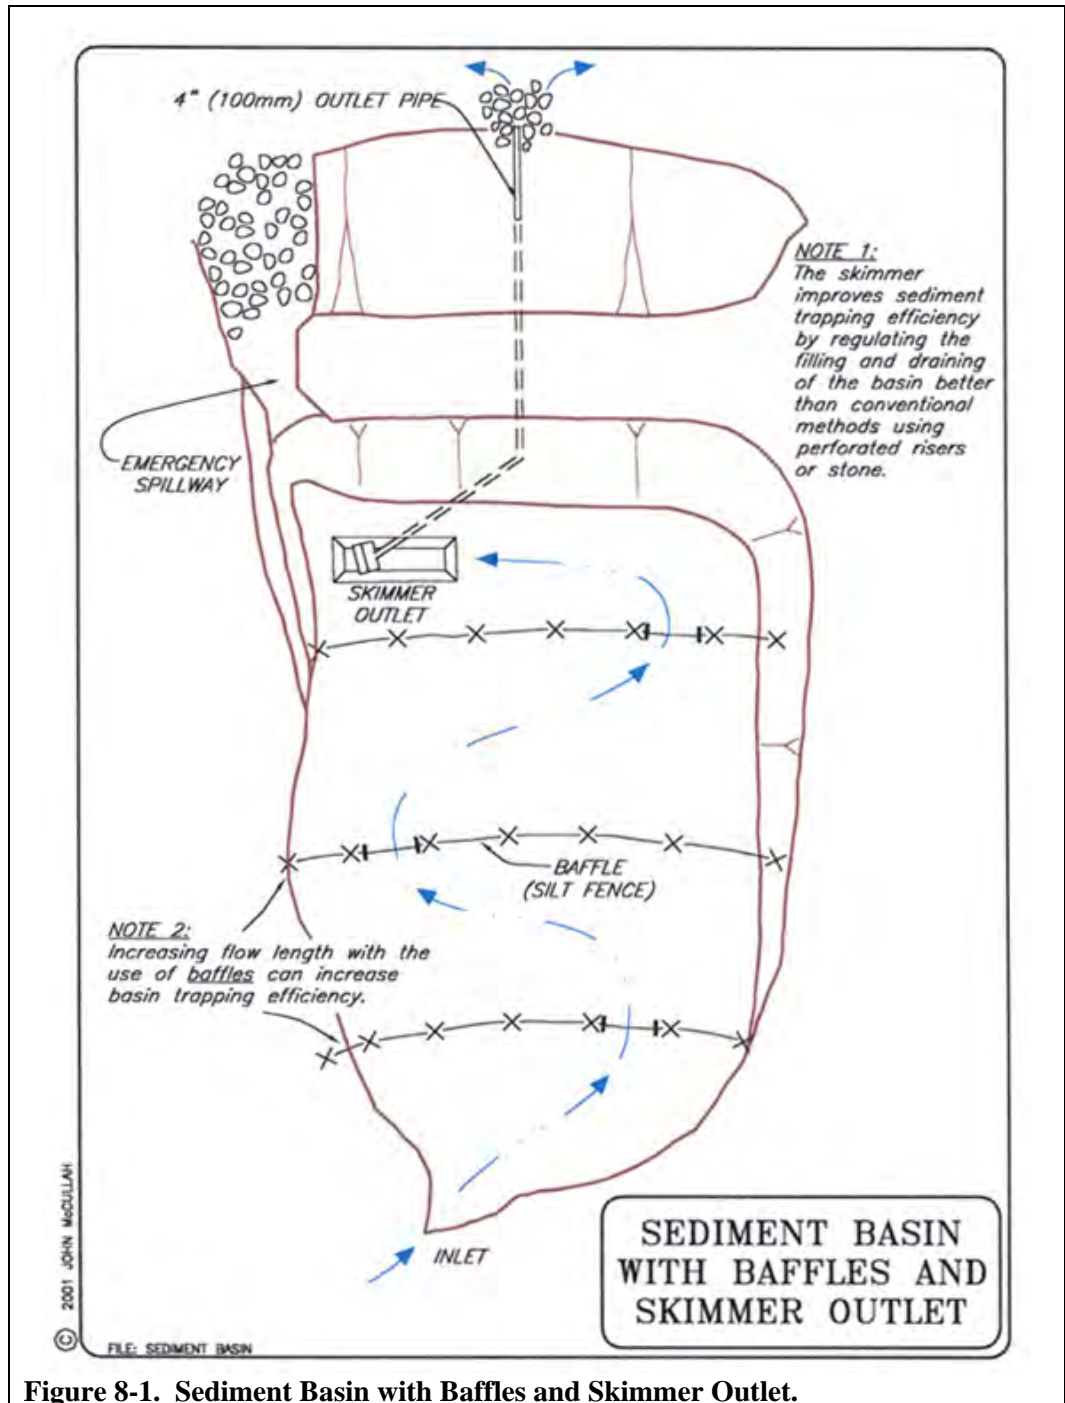 4" (100mm) OUTLET PIPE
NOTE 1:
The skimmer
improves sediment
trapping efficiency
by regulating the
filling and draining
of the basin better
than conventional
methods using
perforated risers
or stone.
EMERGENCY
SPILLWAY
SKIMMER
OUTLET
BAFFLE
(SILT FENCE)
NOTE 2:
Increasing flow length with the
use of baffles can increase
basin trapping efficiency.
INLET
SEDIMENT BASIN
WITH BAFFLES AND
SKIMMER OUTLET
© 2001 JOHN McCULLAH
FILE: SEDIMENT BASIN
Figure 8-1. Sediment Basin with Baffles and Skimmer Outlet.